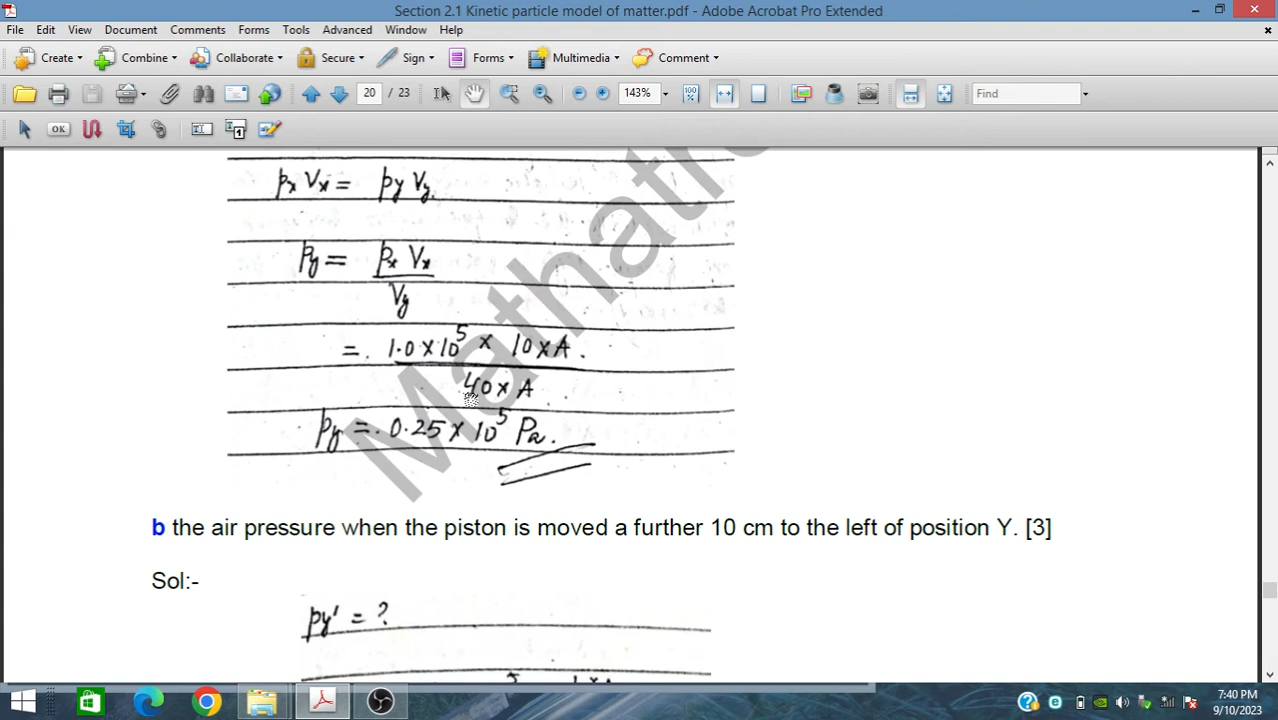 Section 2.1 Kinetic particle model of matter.pdf - Adobe Acrobat Pro Extended
File Edit View Document Comments Forms Tools Advanced Window Help
Create Combine Collaborate Secure Sign Forms Multimedia Comment
20 / 23 143% Find
OK
px Vx = py Vy.
py = px Vx
Vy
= . 1.0 × 10⁵ × 10 × A .
40 × A
py = . 0.25 × 10⁵ Pa.
b the air pressure when the piston is moved a further 10 cm to the left of position Y. [3]
Sol:-
py' = ?
7:40 PM
9/10/2023